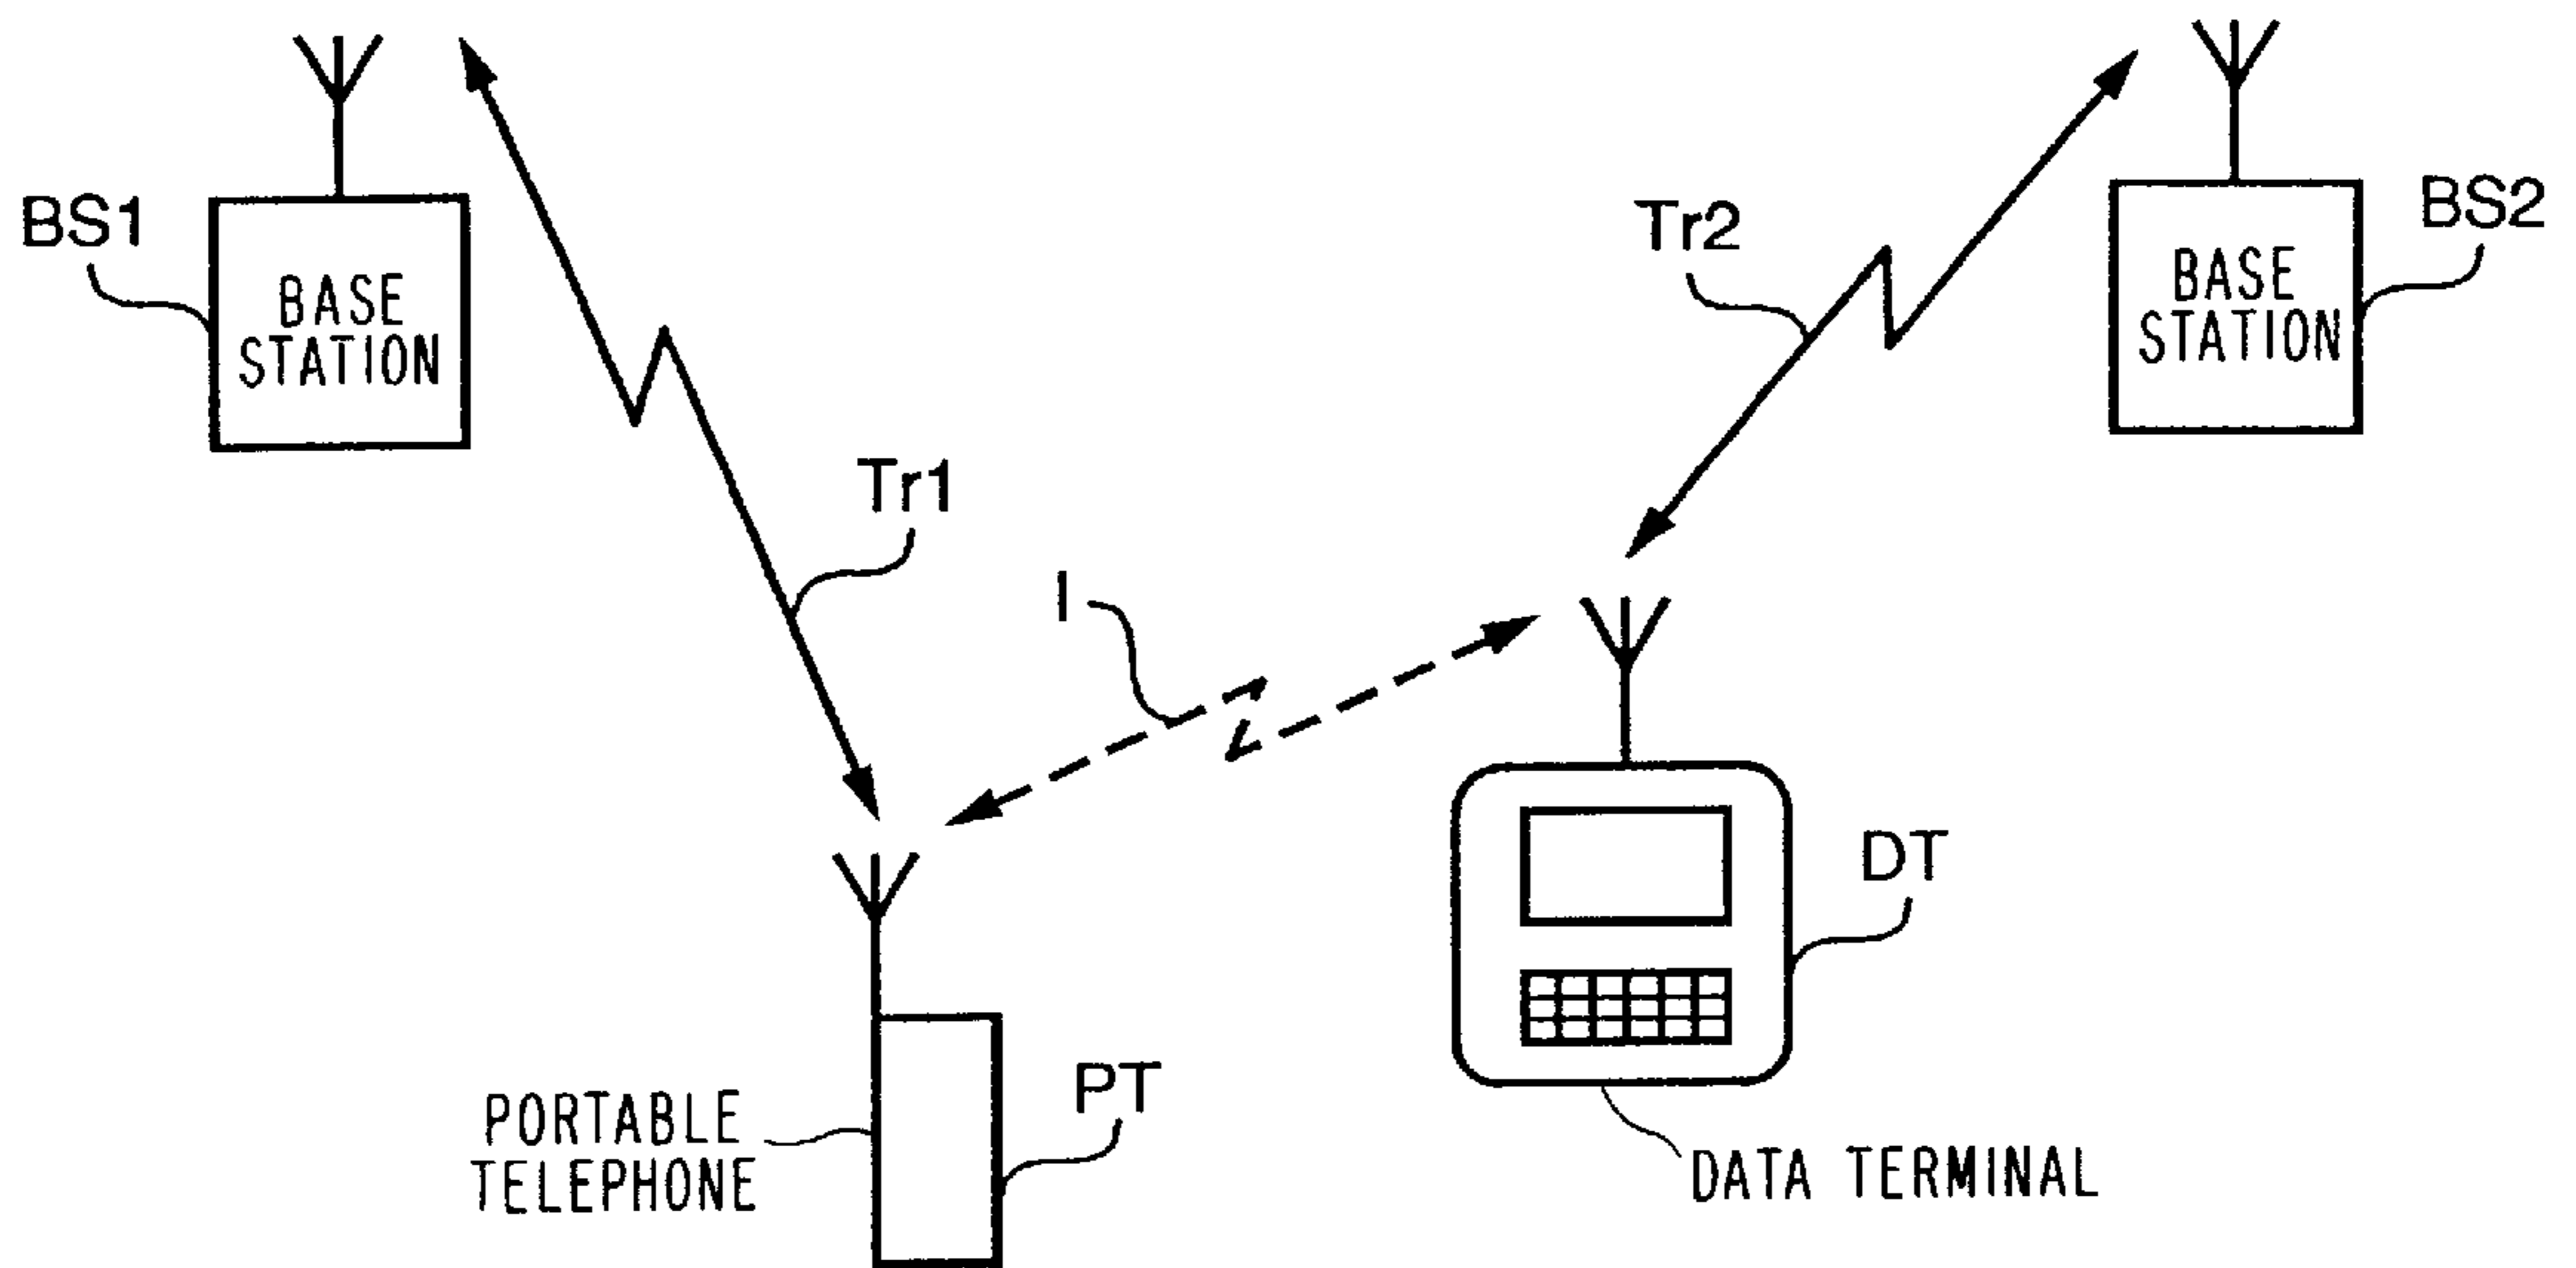 BS1
BASE
STATION
Tr2
BS2
BASE
STATION
Tr1
I
DT
PT
PORTABLE
TELEPHONE
DATA TERMINAL